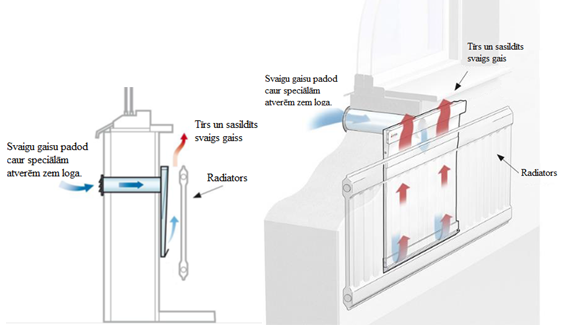 Tīrs un sasildīts
svaigs gaiss
Svaigu gaisu padod
caur speciālām
atverēm zem loga.
Radiators
Tīrs un sasildīts
svaigs gais
Svaigu gaisu padod
caur speciālām
atverēm zem loga.
Radiators